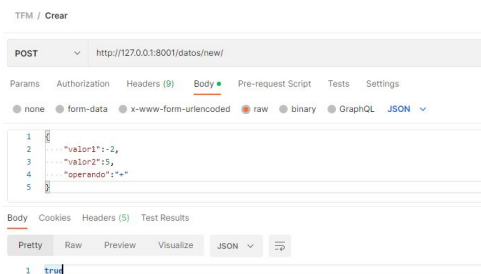 TFM / Crear
POST http://127.0.0.1:8001/datos/new/
Params Authorization Headers (9) Body Pre-request Script Tests Settings
none form-data x-www-form-urlencoded raw binary GraphQL JSON
1 {
2 "valor1":-2,
3 "valor2":5,
4 "operando":"+"
5 }
Body Cookies Headers (5) Test Results
Pretty Raw Preview Visualize JSON
1 true